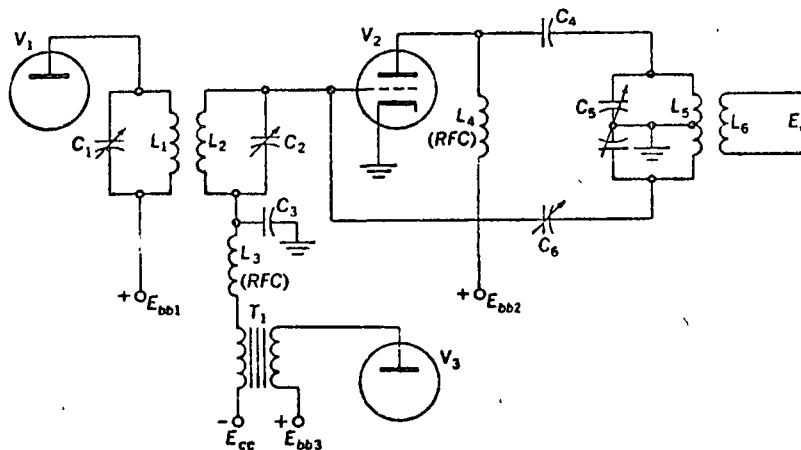 V1
V2
C4
C1
L1
L2
C2
L4
(RFC)
C5
L5
L6
C3
L3
(RFC)
C6
+ Ebb1
+ Ebb2
T1
V3
- Ecc
+ Ebb3